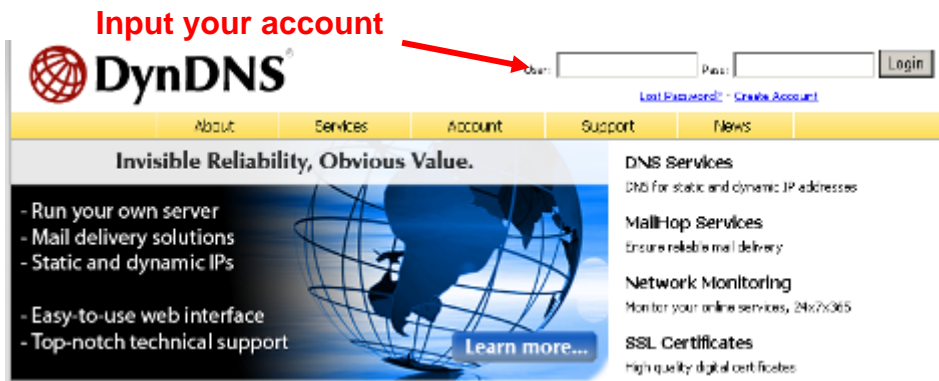 Input your account
DynDNS
User: Pass: Login
Lost Password? - Create Account
About Services Account Support News
Invisible Reliability, Obvious Value.
- Run your own server
- Mail delivery solutions
- Static and dynamic IPs
- Easy-to-use web interface
- Top-notch technical support
Learn more...
DNS Services
DNS for static and dynamic IP addresses
MailHop Services
Ensure reliable mail delivery
Network Monitoring
Monitor your online services, 24x7x365
SSL Certificates
High quality digital certificates